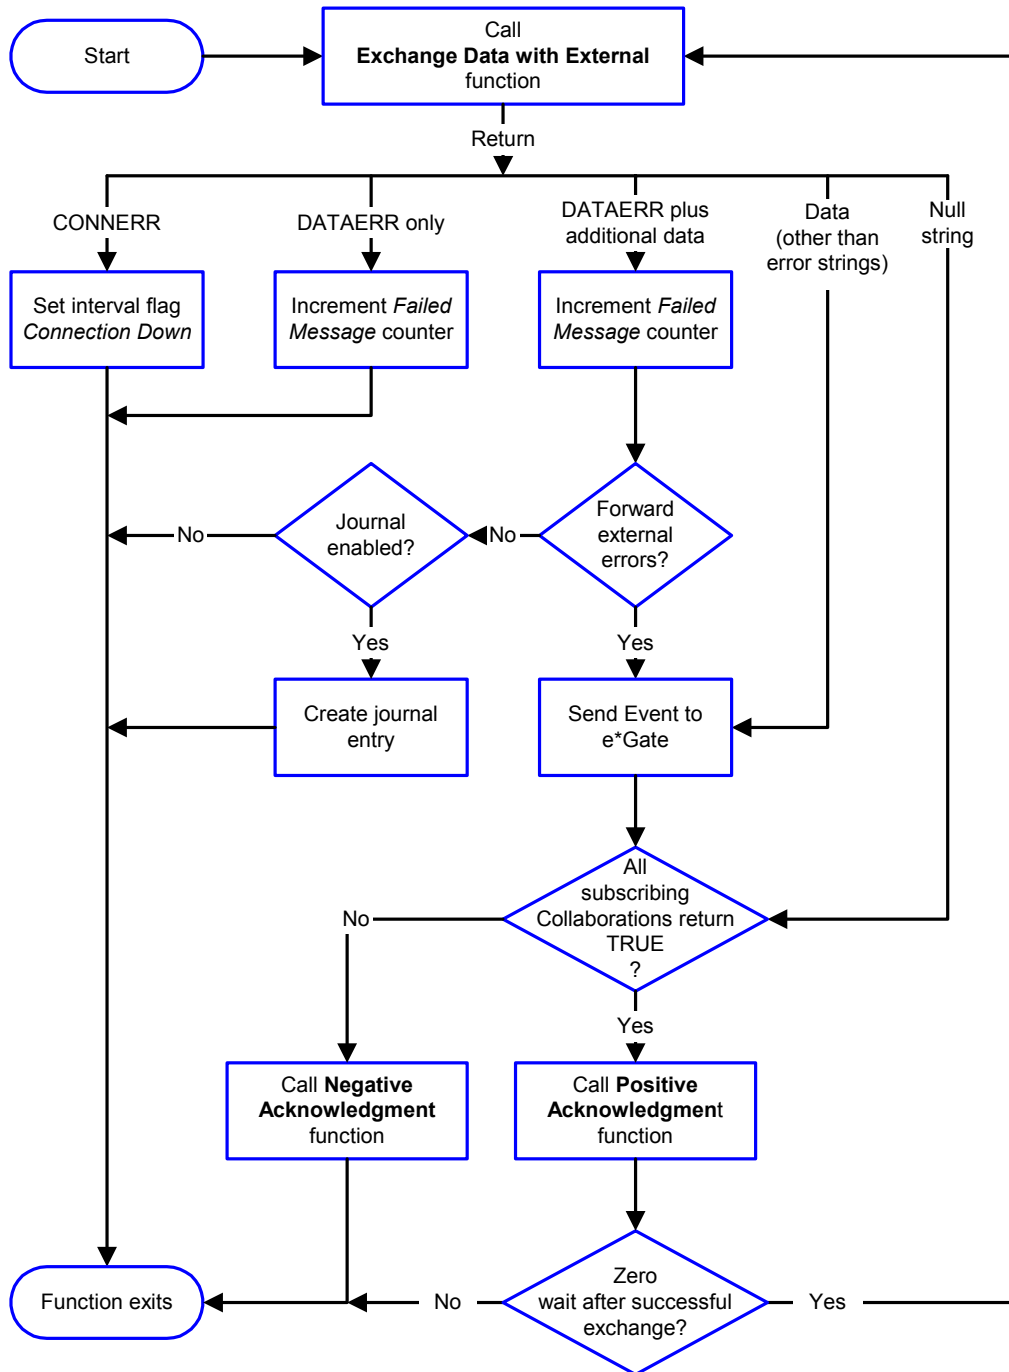 Start
Call
Exchange Data with External
function
Return
CONNERR
DATAERR only
DATAERR plus
additional data
Data
(other than
error strings)
Null
string
Set interval flag
Connection Down
Increment Failed
Message counter
Increment Failed
Message counter
No
Journal
enabled?
No
Forward
external
errors?
Yes
Yes
Create journal
entry
Send Event to
e*Gate
All
subscribing
Collaborations return
TRUE
?
No
Yes
Call Negative
Acknowledgment
function
Call Positive
Acknowledgment
function
Function exits
No
Zero
wait after successful
exchange?
Yes